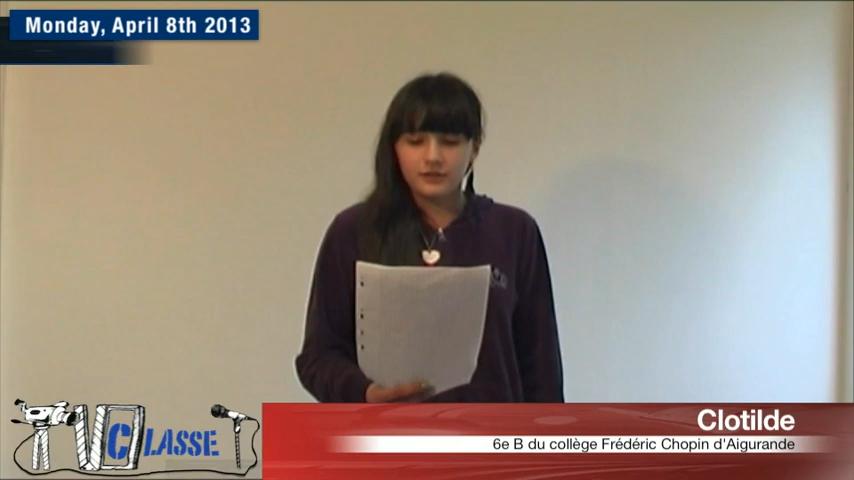 Monday, April 8th 2013
TV CLASSE
Clotilde
6e B du collège Frédéric Chopin d'Aigurande